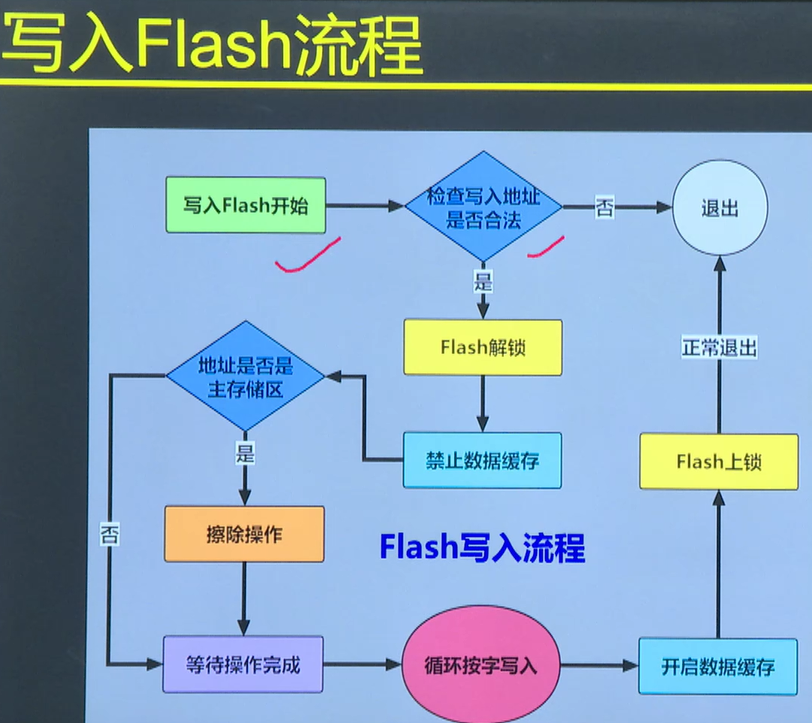 写入Flash流程
写入Flash开始
检查写入地址
是否合法
否
退出
是
Flash解锁
正常退出
地址是否是
主存储区
禁止数据缓存
Flash上锁
是
否
擦除操作
Flash写入流程
等待操作完成
循环按字写入
开启数据缓存